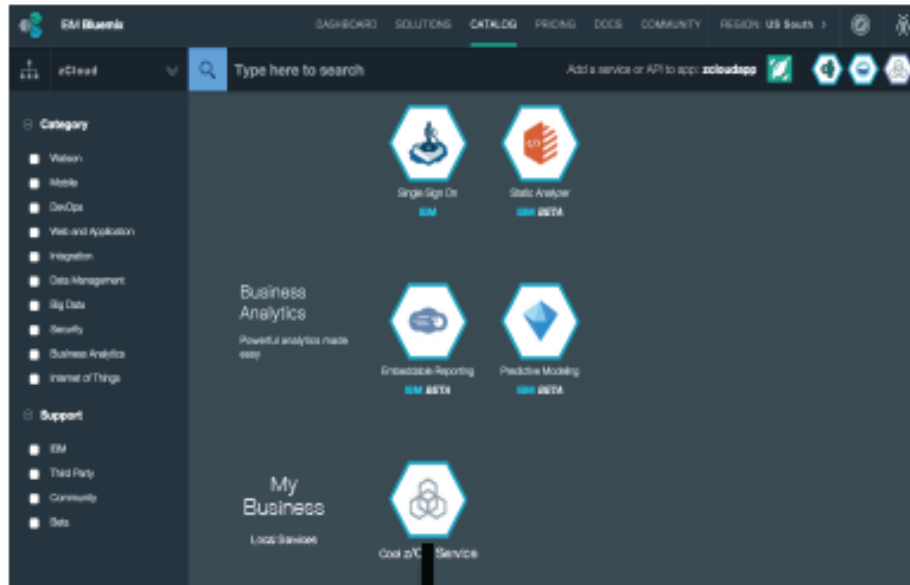 IBM Bluemix
DASHBOARD SOLUTIONS CATALOG PRICING DOCS COMMUNITY REGION: US South >
zCloud
Type here to search
Add a service or API to app: zcloudapp
Category
Watson
Mobile
DevOps
Web and Application
Integration
Data Management
Big Data
Security
Business Analytics
Internet of Things
Support
IBM
Third Party
Community
Beta
Single Sign On
IBM
Static Analyzer
IBM BETA
Business
Analytics
Powerful analytics made
easy
Embeddable Reporting
IBM BETA
Predictive Modeling
IBM BETA
My
Business
Local Services
Cool Service